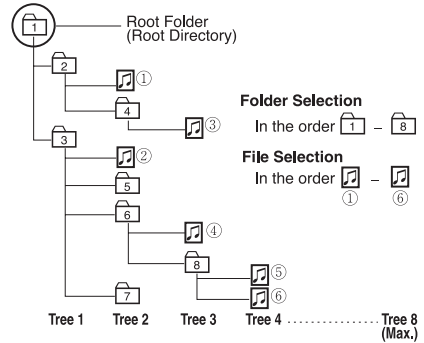 1
Root Folder
(Root Directory)
2
①
4
③
3
②
5
6
④
8
⑤
⑥
7
Folder Selection
In the order 1 – 8
File Selection
In the order –
① ⑥
Tree 1 Tree 2 Tree 3 Tree 4 ............... Tree 8
(Max.)